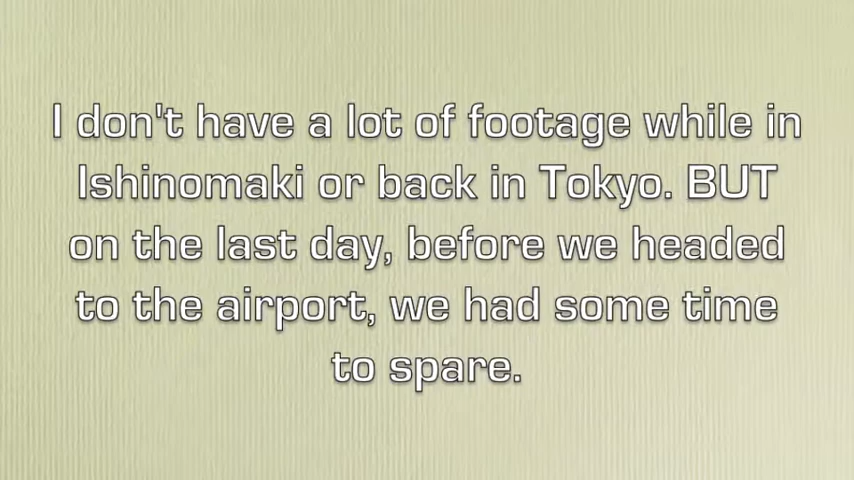 I don't have a lot of footage while in
Ishinomaki or back in Tokyo. BUT
on the last day, before we headed
to the airport, we had some time
to spare.